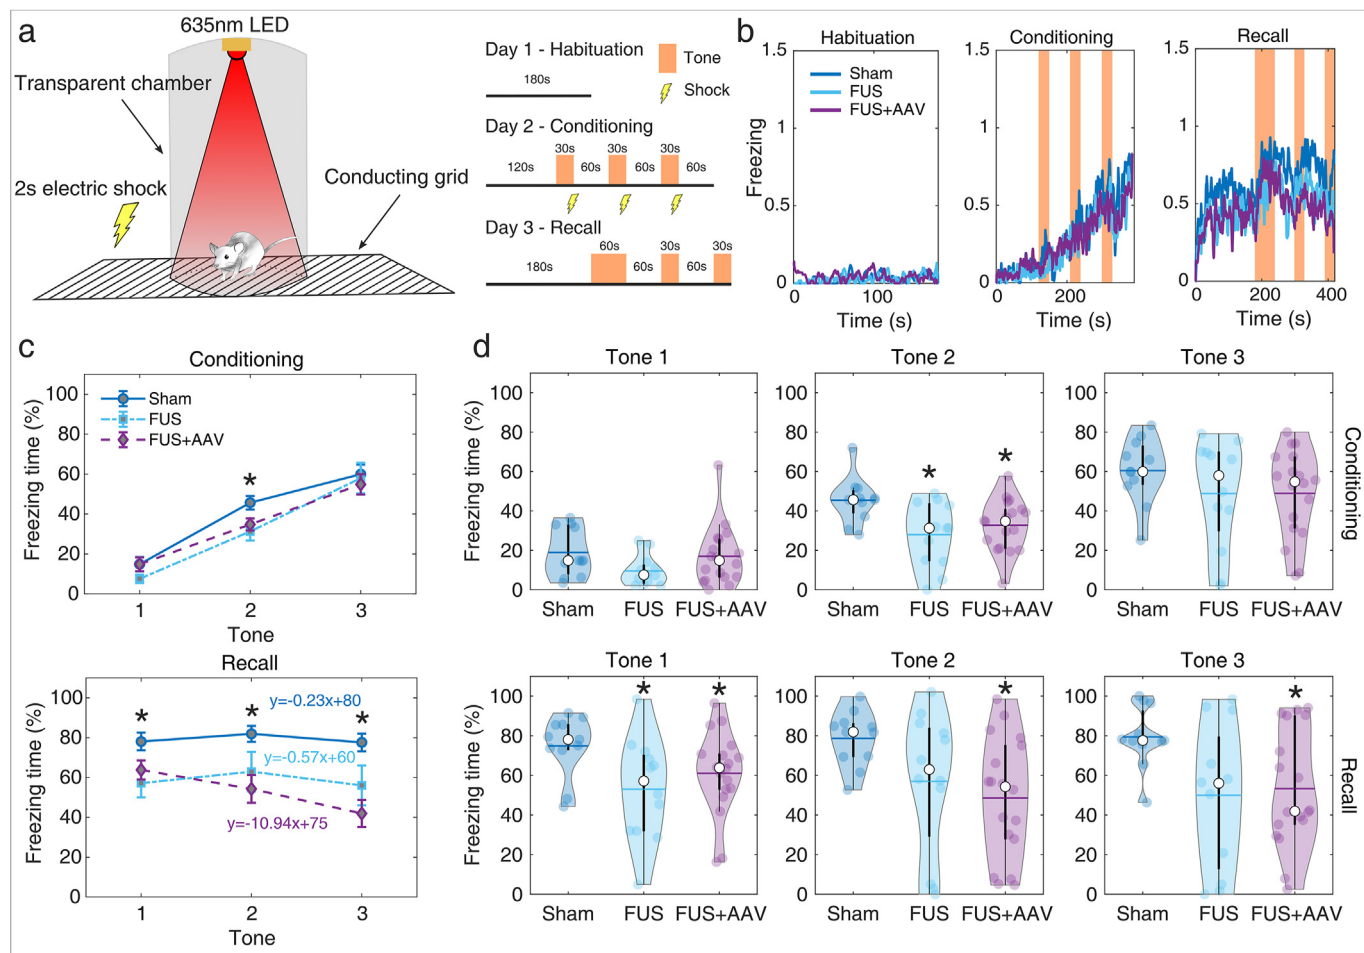 a
635nm LED
Transparent chamber
2s electric shock
Conducting grid
Day 1 - Habituation
180s
Tone
Shock
Day 2 - Conditioning
30s 30s 30s
120s 60s 60s 60s
Day 3 - Recall
60s 30s 30s
180s 60s 60s
b
Habituation
Conditioning
Recall
Freezing
1.5
1
0.5
0
Sham
FUS
FUS+AAV
0 100
Time (s)
1.5
1
0.5
0
0 200
Time (s)
1.5
1
0.5
0
0 200 400
Time (s)
c
Conditioning
Freezing time (%)
100
80
60
40
20
0
Sham
FUS
FUS+AAV
*
1 2 3
Tone
Recall
Freezing time (%)
100
80
60
40
20
0
* * *
y=-0.23x+80
y=-0.57x+60
y=-10.94x+75
1 2 3
Tone
d
Tone 1
Freezing time (%)
100
80
60
40
20
0
Sham FUS FUS+AAV
Tone 2
100
80
60
40
20
0
* *
Sham FUS FUS+AAV
Tone 3
100
80
60
40
20
0
Sham FUS FUS+AAV
Conditioning
Tone 1
Freezing time (%)
100
80
60
40
20
0
* *
Sham FUS FUS+AAV
Tone 2
100
80
60
40
20
0
*
Sham FUS FUS+AAV
Tone 3
100
80
60
40
20
0
*
Sham FUS FUS+AAV
Recall